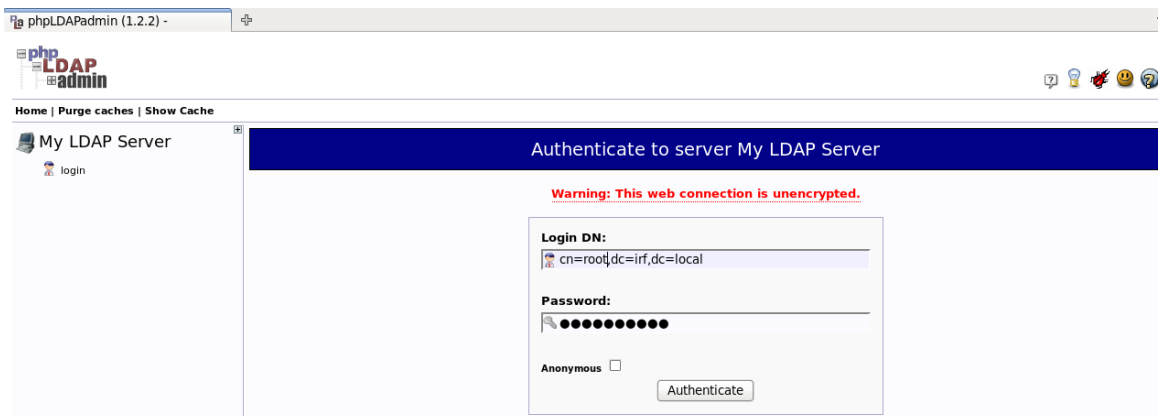 phpLDAPadmin (1.2.2) -
php
LDAP
admin
Home | Purge caches | Show Cache
My LDAP Server
login
Authenticate to server My LDAP Server
Warning: This web connection is unencrypted.
Login DN:
cn=root,dc=irf,dc=local
Password:
●●●●●●●●●●
Anonymous
Authenticate